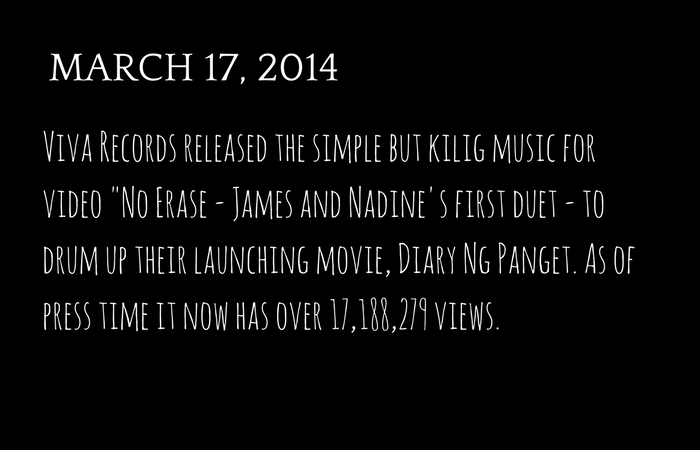 MARCH 17, 2014
VIVA RECORDS RELEASED THE SIMPLE BUT KILIG MUSIC FOR
VIDEO "NO ERASE - JAMES AND NADINE'S FIRST DUET - TO
DRUM UP THEIR LAUNCHING MOVIE, DIARY NG PANGET. AS OF
PRESS TIME IT NOW HAS OVER 17,188,279 VIEWS.